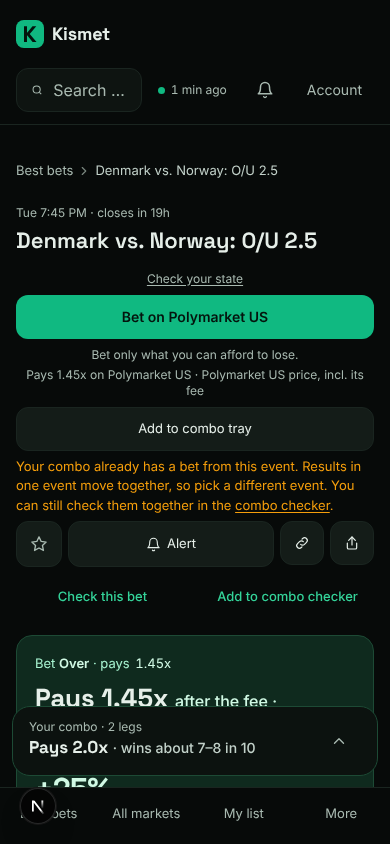 Kismet
Search ...
1 min ago
Account
Best bets > Denmark vs. Norway: O/U 2.5
Tue 7:45 PM · closes in 19h
Denmark vs. Norway: O/U 2.5
Check your state
Bet on Polymarket US
Bet only what you can afford to lose.
Pays 1.45x on Polymarket US · Polymarket US price, incl. its
fee
Add to combo tray
Your combo already has a bet from this event. Results in
one event move together, so pick a different event. You
can still check them together in the combo checker.
Alert
Check this bet
Add to combo checker
Bet Over · pays 1.45x
Pays 1.45x after the fee ·
Your combo · 2 legs
Pays 2.0x · wins about 7–8 in 10
+25%
All markets
My list
More